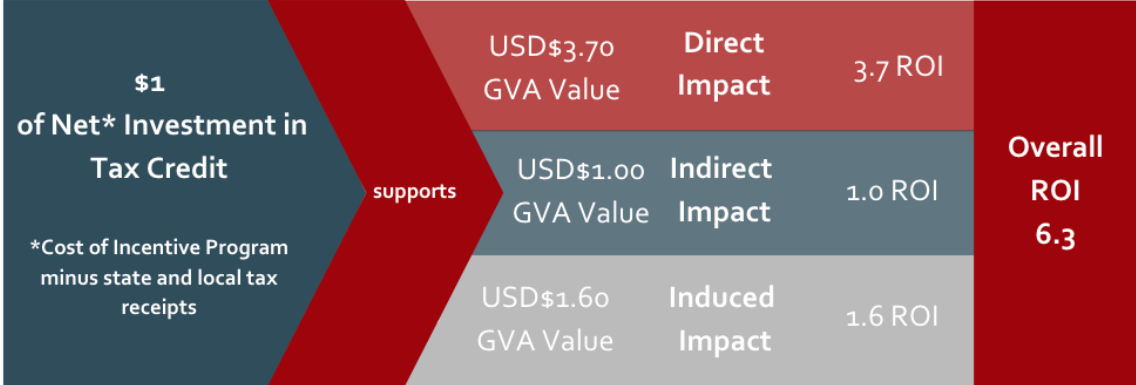 $1
of Net* Investment in
Tax Credit
*Cost of Incentive Program
minus state and local tax
receipts
supports
USD$3.70
GVA Value
Direct
Impact
3.7 ROI
USD$1.00
GVA Value
Indirect
Impact
1.0 ROI
USD$1.60
GVA Value
Induced
Impact
1.6 ROI
Overall
ROI
6.3